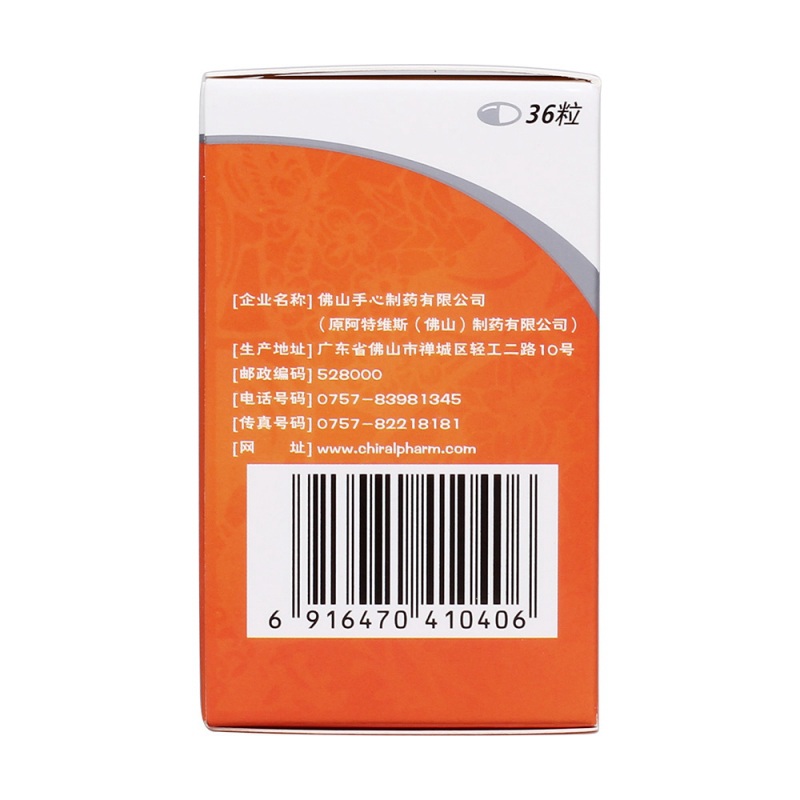 36粒
[企业名称] 佛山手心制药有限公司
（原阿特维斯（佛山）制药有限公司）
[生产地址] 广东省佛山市禅城区轻工二路10号
[邮政编码] 528000
[电话号码] 0757-83981345
[传真号码] 0757-82218181
[网 址] www.chiralpharm.com
6 916470 410406